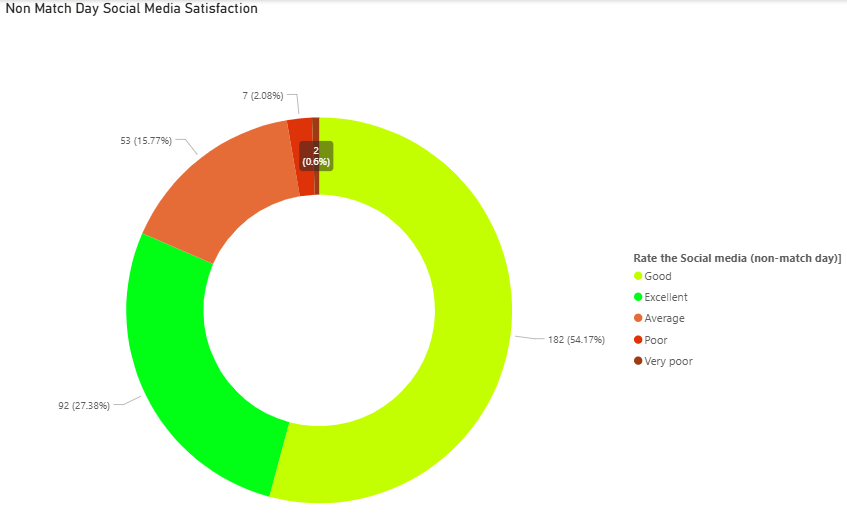 Non Match Day Social Media Satisfaction
7 (2.08%)
53 (15.77%)
2
(0.6%)
Rate the Social media (non-match day)]
Good
Excellent
Average
182 (54.17%)
Poor
Very poor
92 (27.38%)